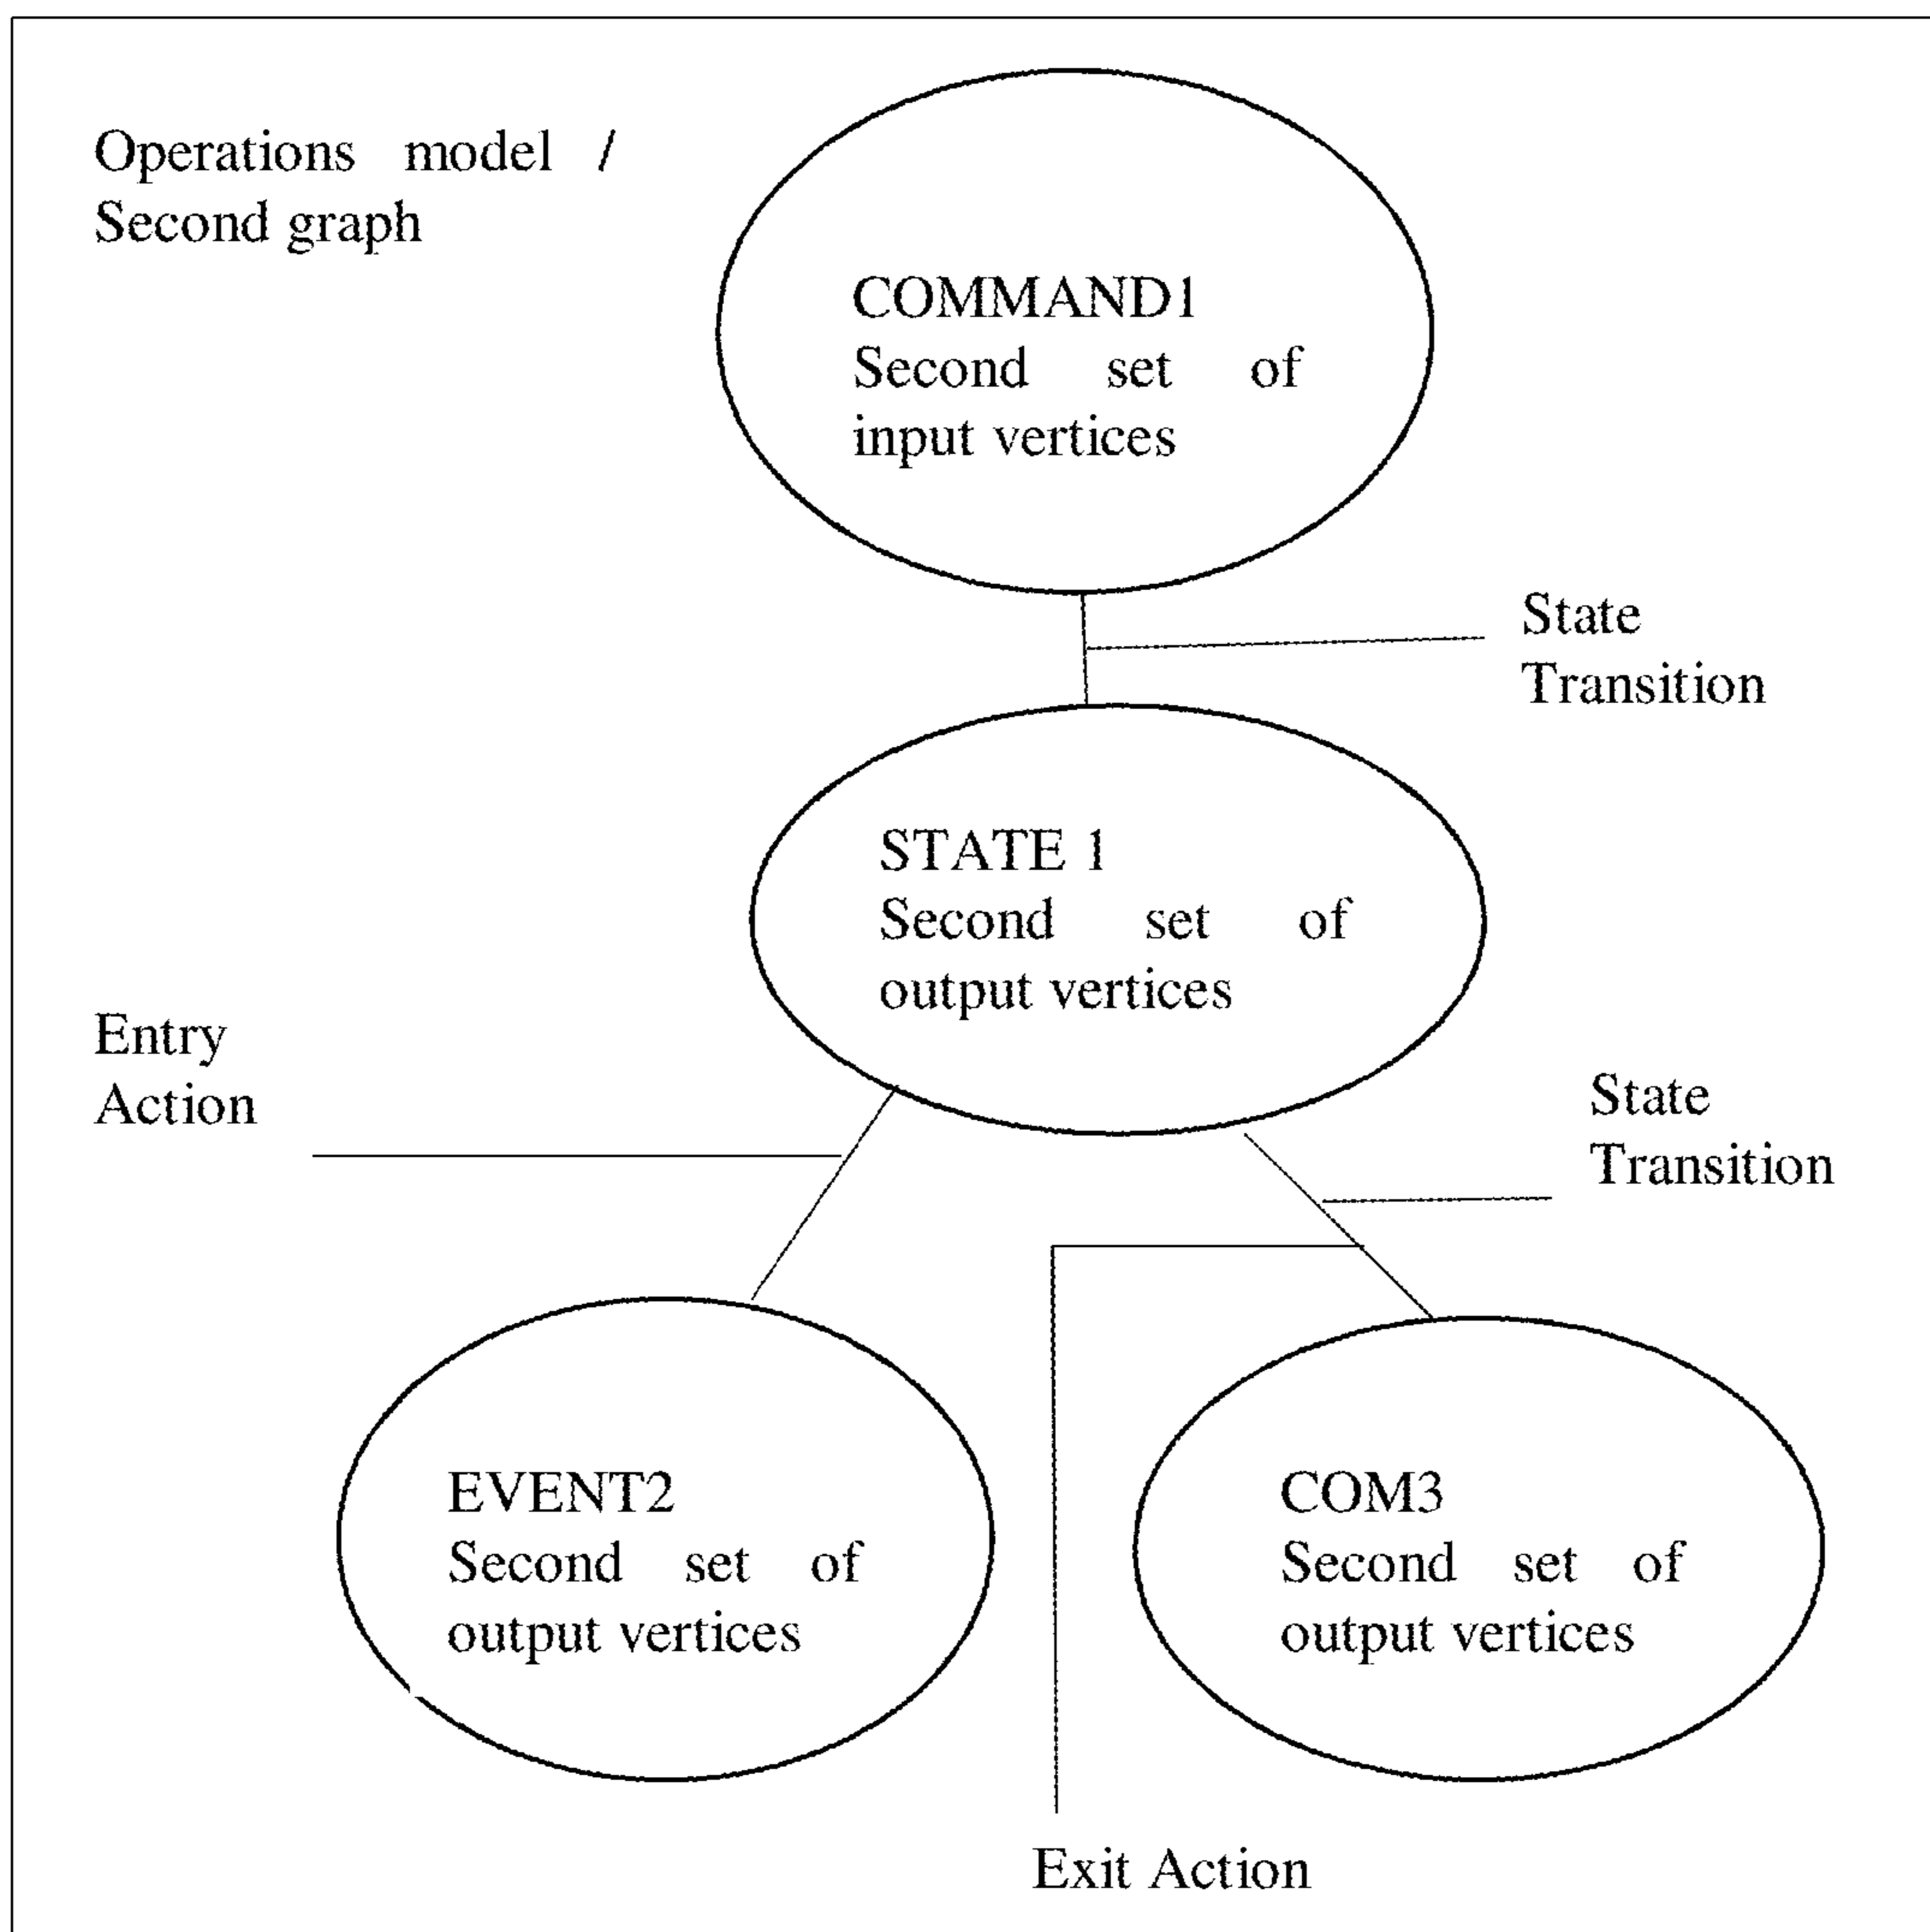 Operations model /
Second graph
COMMAND1
Second set of
input vertices
State
Transition
STATE 1
Second set of
output vertices
Entry
Action
State
Transition
EVENT2
Second set of
output vertices
COM3
Second set of
output vertices
Exit Action